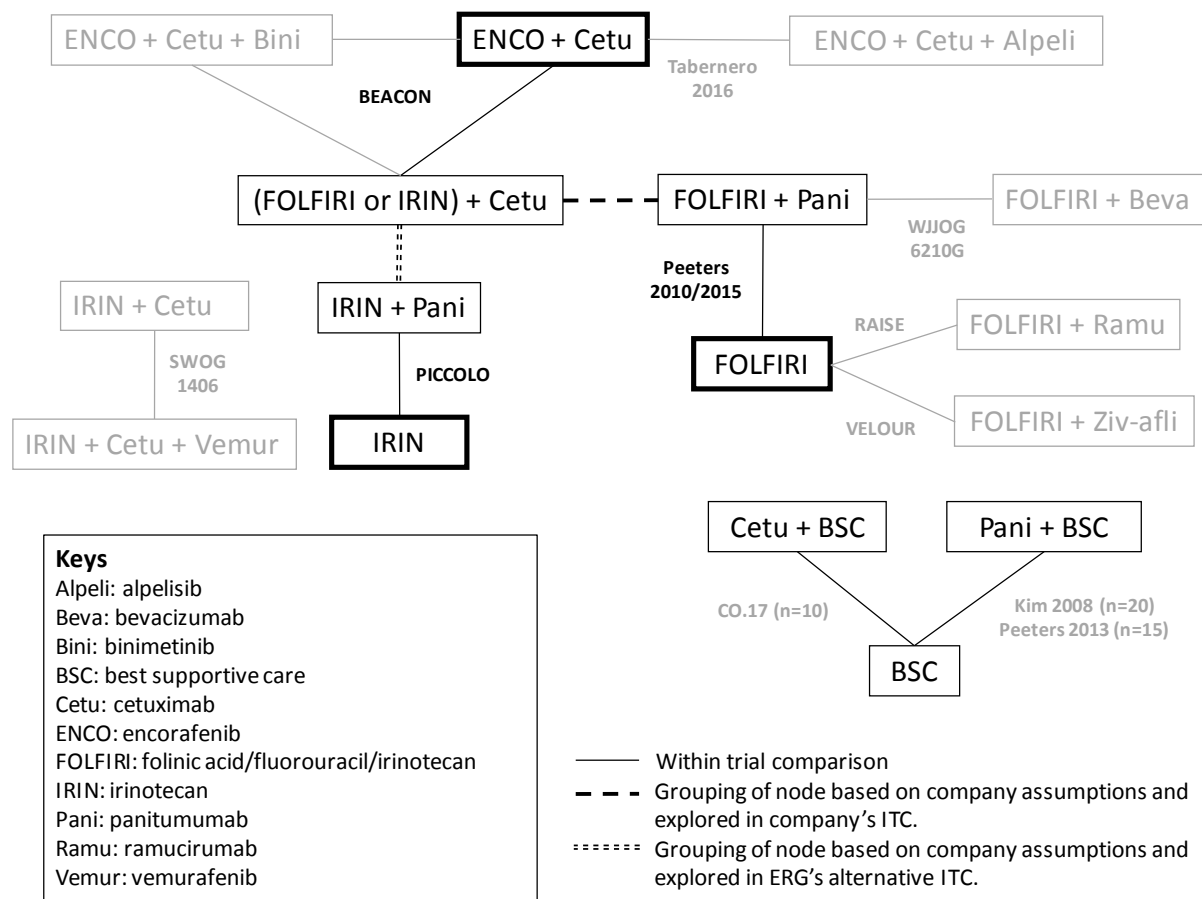 ENCO + Cetu + Bini
ENCO + Cetu
ENCO + Cetu + Alpeli
Tabernero
2016
BEACON
(FOLFIRI or IRIN) + Cetu
FOLFIRI + Pani
FOLFIRI + Beva
WJJOG
6210G
Peeters
2010/2015
IRIN + Cetu
IRIN + Pani
RAISE
FOLFIRI + Ramu
SWOG
1406
PICCOLO
FOLFIRI
IRIN + Cetu + Vemur
IRIN
VELOUR
FOLFIRI + Ziv-afli
Cetu + BSC
Pani + BSC
CO.17 (n=10)
Kim 2008 (n=20)
Peeters 2013 (n=15)
BSC
Keys
Alpeli: alpelisib
Beva: bevacizumab
Bini: binimetinib
BSC: best supportive care
Cetu: cetuximab
ENCO: encorafenib
FOLFIRI: folinic acid/fluorouracil/irinotecan
IRIN: irinotecan
Pani: panitumumab
Ramu: ramucirumab
Vemur: vemurafenib
Within trial comparison
Grouping of node based on company assumptions and
explored in company's ITC.
Grouping of node based on company assumptions and
explored in ERG's alternative ITC.